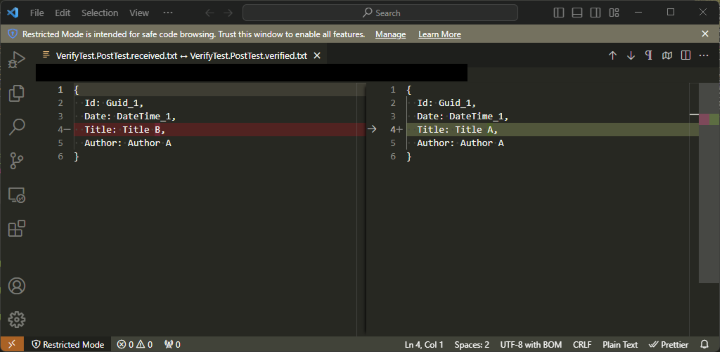 File Edit Selection View ··· Search
Restricted Mode is intended for safe code browsing. Trust this window to enable all features. Manage Learn More
VerifyTest.PostTest.received.txt ↔ VerifyTest.PostTest.verified.txt
1 {
2 Id: Guid_1,
3 Date: DateTime_1,
4− Title: Title B,
5 Author: Author A
6 }
1 {
2 Id: Guid_1,
3 Date: DateTime_1,
4+ Title: Title A,
5 Author: Author A
6 }
Restricted Mode 0 0 0 Ln 4, Col 1 Spaces: 2 UTF-8 with BOM CRLF Plain Text Prettier